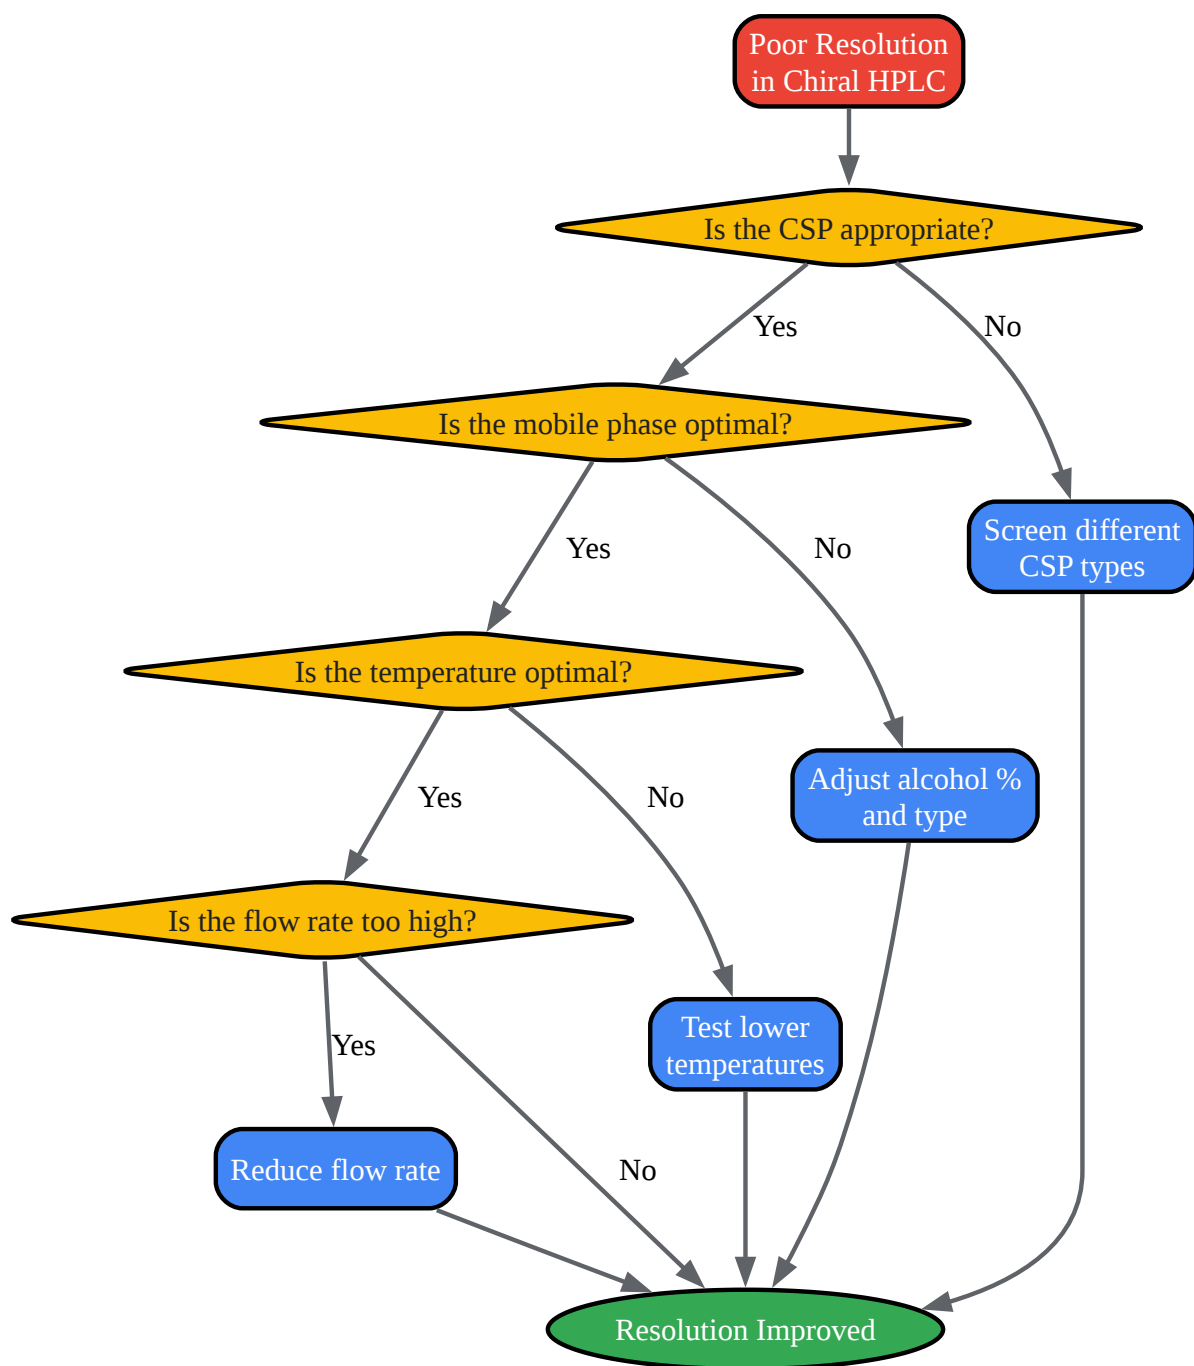 Poor Resolution
in Chiral HPLC
Is the CSP appropriate?
Yes
No
Is the mobile phase optimal?
Screen different
CSP types
Yes
No
Is the temperature optimal?
Adjust alcohol %
and type
Yes
No
Is the flow rate too high?
Test lower
temperatures
Yes
Reduce flow rate
No
Resolution Improved